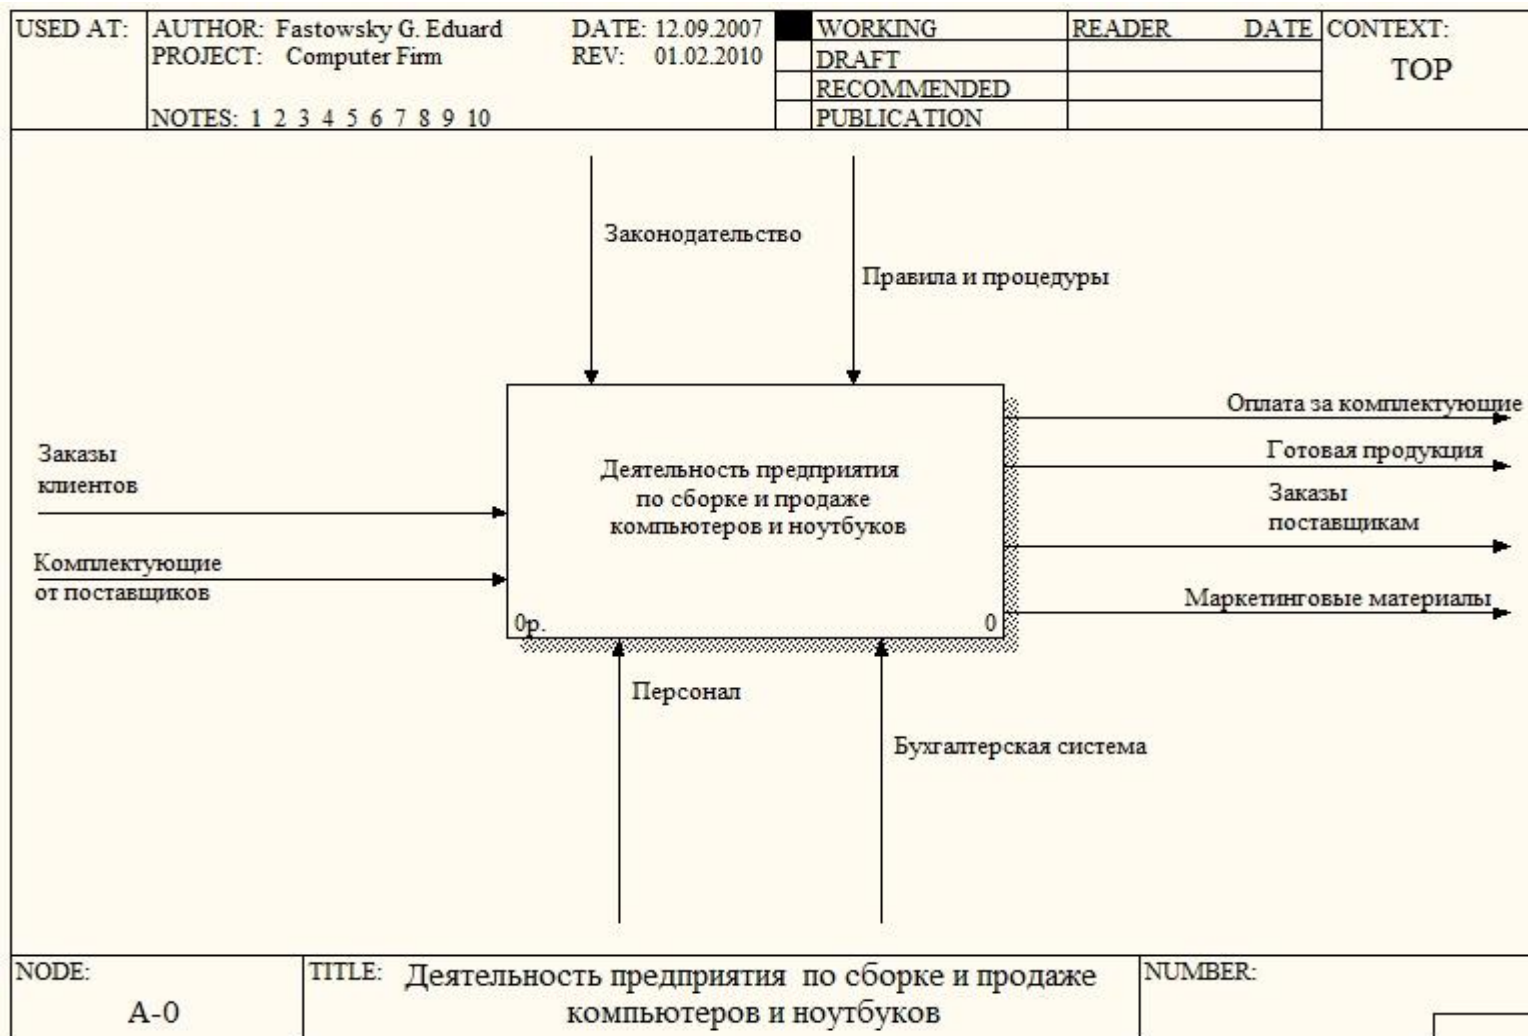 USED AT:
AUTHOR: Fastowsky G. Eduard
DATE: 12.09.2007
PROJECT: Computer Firm
REV: 01.02.2010
NOTES: 1 2 3 4 5 6 7 8 9 10
WORKING
DRAFT
RECOMMENDED
PUBLICATION
READER DATE
CONTEXT:
TOP
Законодательство
Правила и процедуры
Заказы
клиентов
Комплектующие
от поставщиков
Деятельность предприятия
по сборке и продаже
компьютеров и ноутбуков
0р. 0
Оплата за комплектующие
Готовая продукция
Заказы
поставщикам
Маркетинговые материалы
Персонал
Бухгалтерская система
NODE:
A-0
TITLE: Деятельность предприятия по сборке и продаже
компьютеров и ноутбуков
NUMBER: